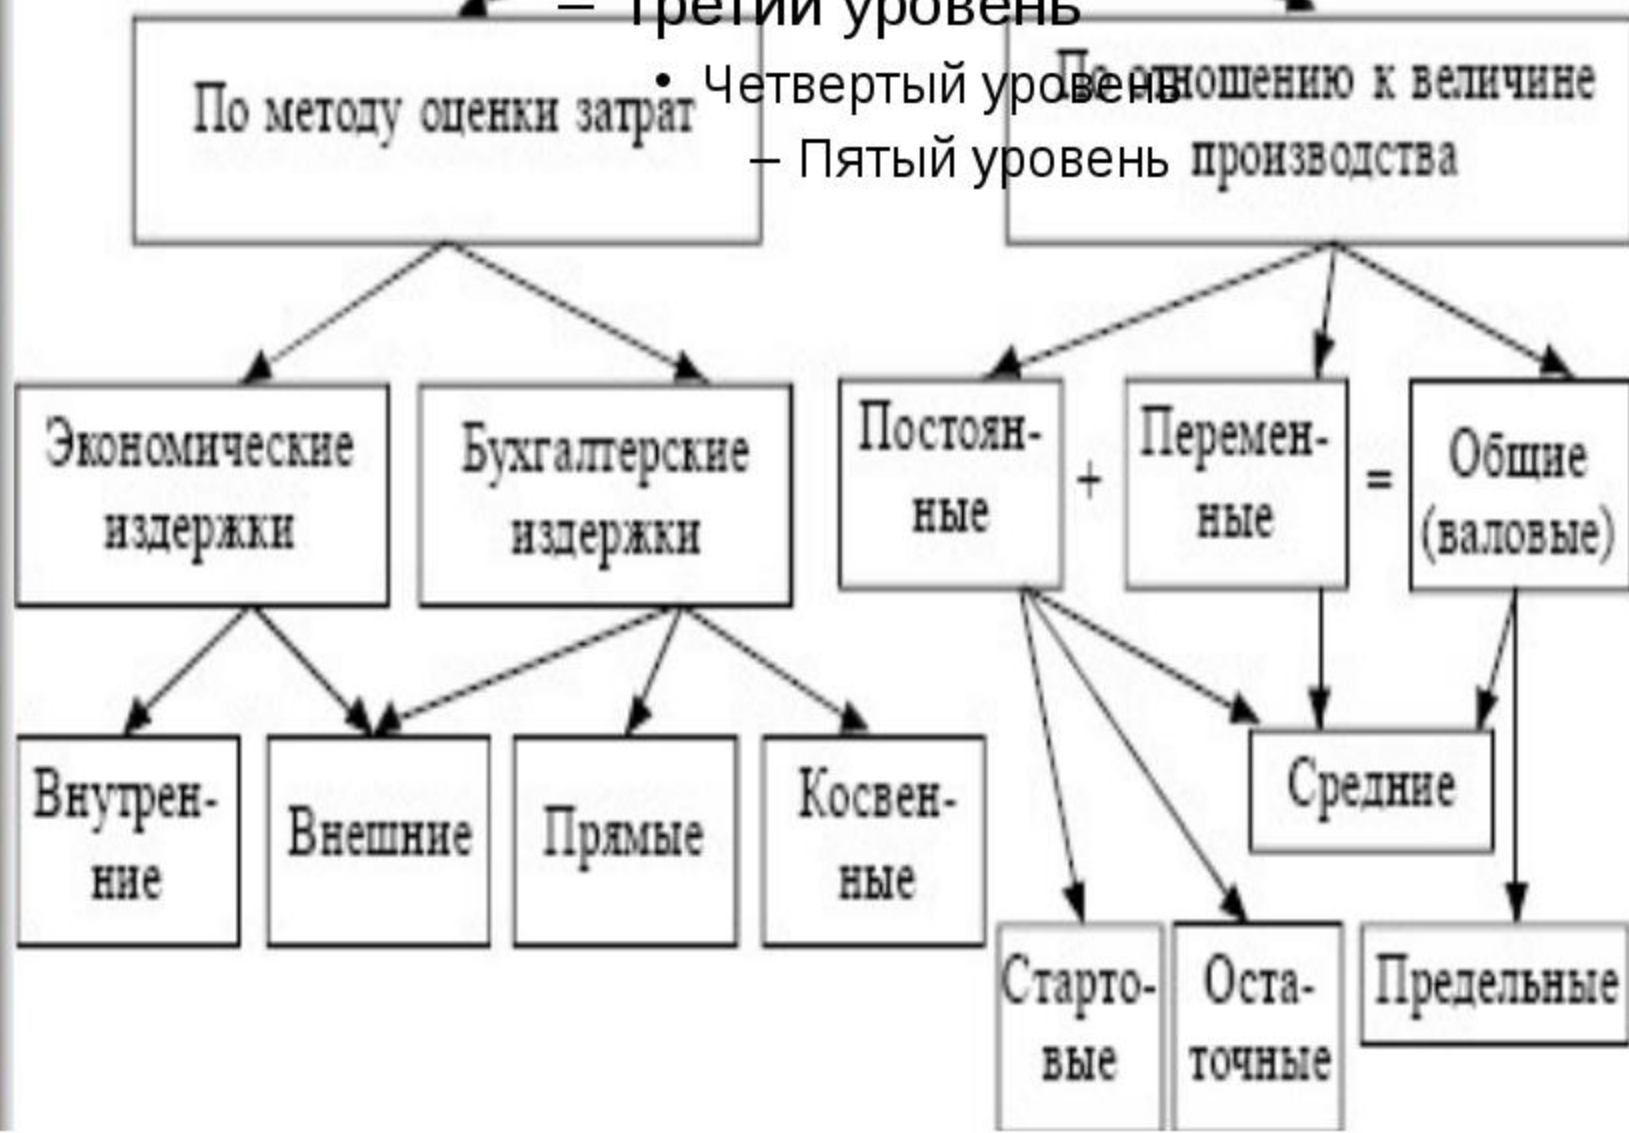 – Третий уровень
• Четвертый уровень
– Пятый уровень
По методу оценки затрат
По отношению к величине
производства
Экономические
издержки
Бухгалтерские
издержки
Постоян-
ные
+
Перемен-
ные
=
Общие
(валовые)
Внутрен-
ние
Внешние
Прямые
Косвен-
ные
Средние
Старто-
вые
Оста-
точные
Предельные